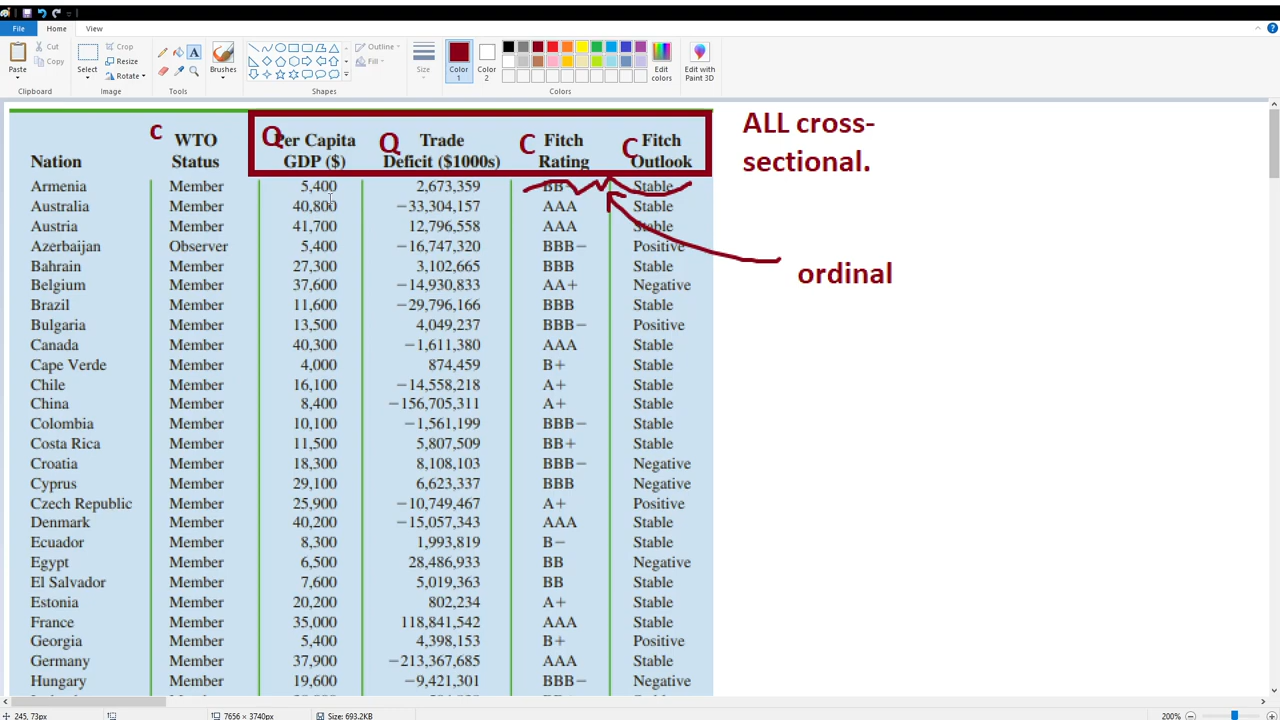 File Home View
Paste Cut Copy Clipboard
Select Crop Resize Rotate Image
A Tools
Brushes
Outline Fill Shapes
Size
Color 1 Color 2 Edit colors Colors
Edit with Paint 3D
C Q Q C C
Nation WTO Status Per Capita GDP ($) Trade Deficit ($1000s) Fitch Rating Fitch Outlook
Armenia Member 5,400 2,673,359 BB- Stable
Australia Member 40,800 −33,304,157 AAA Stable
Austria Member 41,700 12,796,558 AAA Stable
Azerbaijan Observer 5,400 −16,747,320 BBB− Positive
Bahrain Member 27,300 3,102,665 BBB Stable
Belgium Member 37,600 −14,930,833 AA+ Negative
Brazil Member 11,600 −29,796,166 BBB Stable
Bulgaria Member 13,500 4,049,237 BBB− Positive
Canada Member 40,300 −1,611,380 AAA Stable
Cape Verde Member 4,000 874,459 B+ Stable
Chile Member 16,100 −14,558,218 A+ Stable
China Member 8,400 −156,705,311 A+ Stable
Colombia Member 10,100 −1,561,199 BBB− Stable
Costa Rica Member 11,500 5,807,509 BB+ Stable
Croatia Member 18,300 8,108,103 BBB− Negative
Cyprus Member 29,100 6,623,337 BBB Negative
Czech Republic Member 25,900 −10,749,467 A+ Positive
Denmark Member 40,200 −15,057,343 AAA Stable
Ecuador Member 8,300 1,993,819 B− Stable
Egypt Member 6,500 28,486,933 BB Negative
El Salvador Member 7,600 5,019,363 BB Stable
Estonia Member 20,200 802,234 A+ Stable
France Member 35,000 118,841,542 AAA Stable
Georgia Member 5,400 4,398,153 B+ Positive
Germany Member 37,900 −213,367,685 AAA Stable
Hungary Member 19,600 −9,421,301 BBB− Negative
ALL cross-
sectional.
ordinal
245, 73px 7656 × 3740px Size: 693.2KB 200%